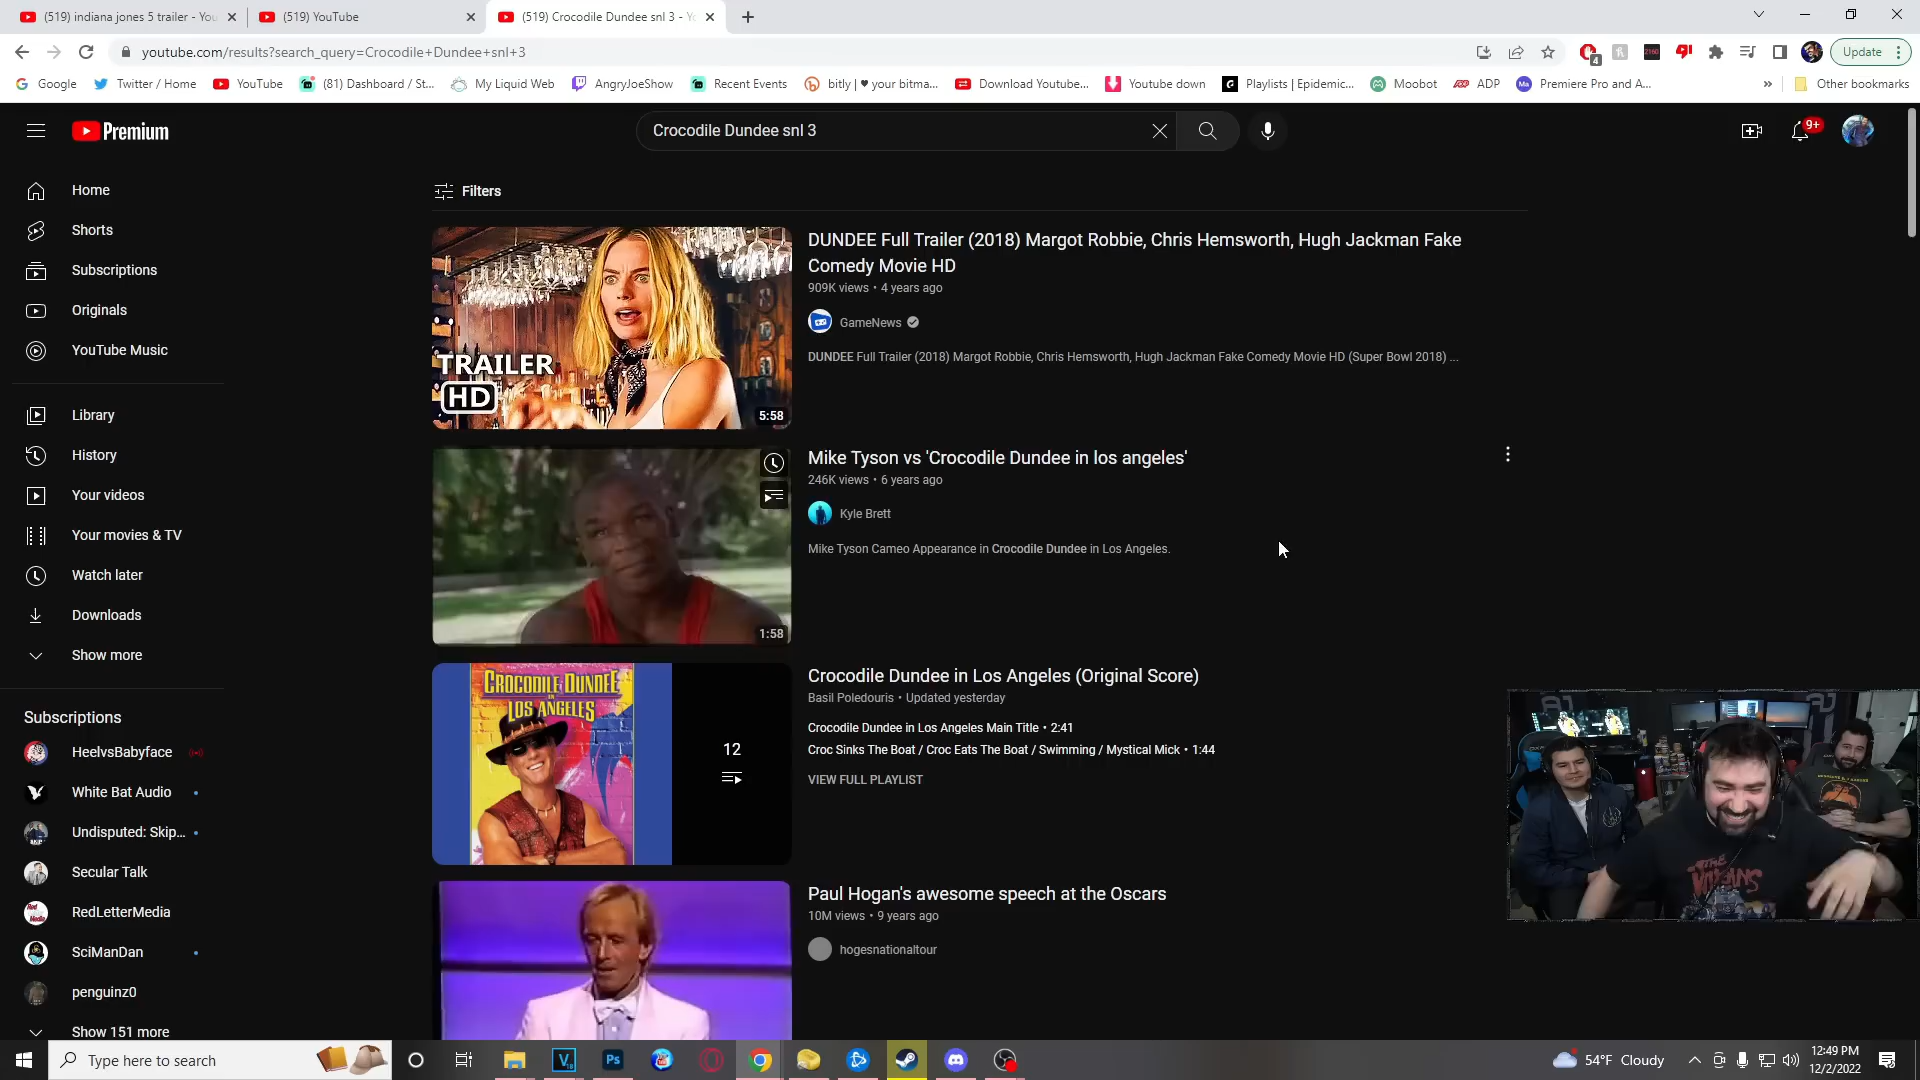 (519) indiana jones 5 trailer - You
(519) YouTube
(519) Crocodile Dundee snl 3 - Yo
youtube.com/results?search_query=Crocodile+Dundee+snl+3
4
Update
Google
Twitter / Home
YouTube
(81) Dashboard / St...
My Liquid Web
AngryJoeShow
Recent Events
bitly | ♥ your bitma...
Download Youtube...
Youtube down
Playlists | Epidemic...
Moobot
ADP
Premiere Pro and A...
»
Other bookmarks
Premium
Crocodile Dundee snl 3
9+
Home
Shorts
Subscriptions
Originals
YouTube Music
Library
History
Your videos
Your movies & TV
Watch later
Downloads
Show more
Subscriptions
HeelvsBabyface
White Bat Audio
Undisputed: Skip...
Secular Talk
RedLetterMedia
SciManDan
penguinz0
Show 151 more
Filters
TRAILER
HD
5:58
DUNDEE Full Trailer (2018) Margot Robbie, Chris Hemsworth, Hugh Jackman Fake
Comedy Movie HD
909K views • 4 years ago
GameNews
DUNDEE Full Trailer (2018) Margot Robbie, Chris Hemsworth, Hugh Jackman Fake Comedy Movie HD (Super Bowl 2018) ...
1:58
Mike Tyson vs 'Crocodile Dundee in los angeles'
246K views • 6 years ago
Kyle Brett
Mike Tyson Cameo Appearance in Crocodile Dundee in Los Angeles.
CROCODILE DUNDEE
IN
LOS ANGELES
12
Crocodile Dundee in Los Angeles (Original Score)
Basil Poledouris • Updated yesterday
Crocodile Dundee in Los Angeles Main Title • 2:41
Croc Sinks The Boat / Croc Eats The Boat / Swimming / Mystical Mick • 1:44
VIEW FULL PLAYLIST
Paul Hogan's awesome speech at the Oscars
10M views • 9 years ago
hogesnationaltour
Type here to search
Ps
54°F Cloudy
12:49 PM
12/2/2022